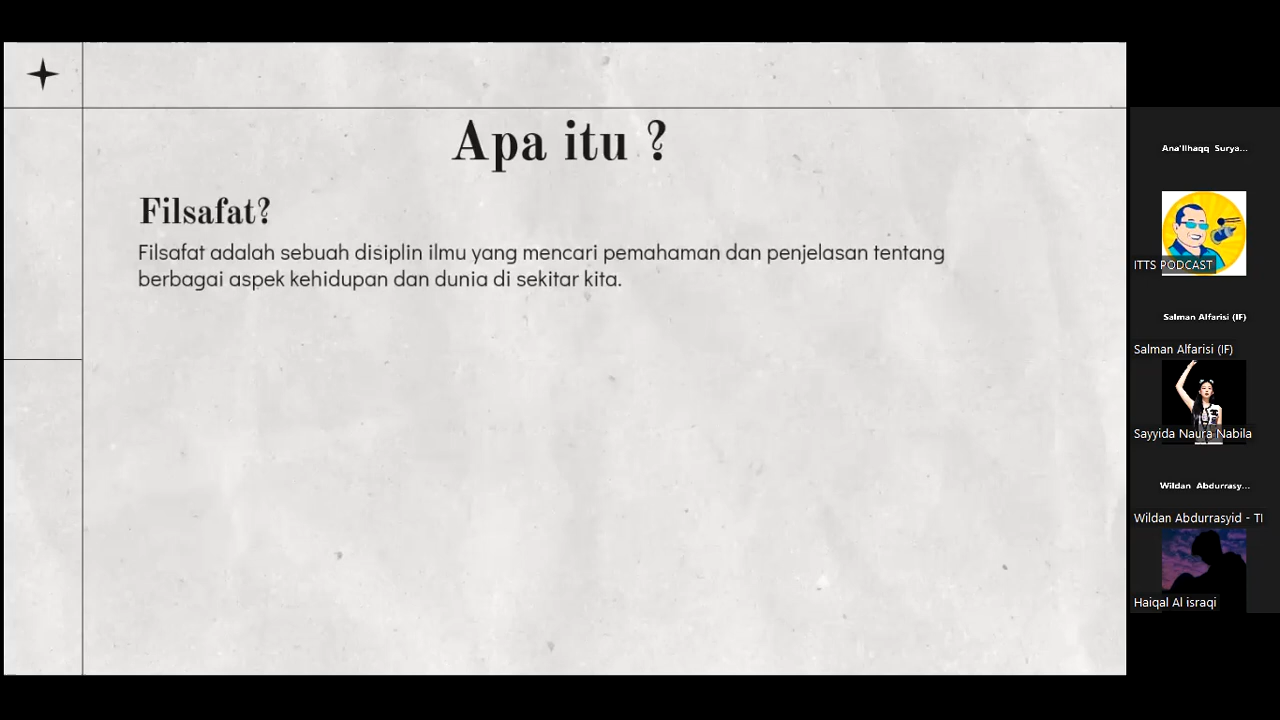 Apa itu ?
Filsafat?
Filsafat adalah sebuah disiplin ilmu yang mencari pemahaman dan penjelasan tentang
berbagai aspek kehidupan dan dunia di sekitar kita.
Ana'llhaqq Surya...
ITTS PODCAST
Salman Alfarisi (IF)
Salman Alfarisi (IF)
Sayyida Naura Nabila
Wildan Abdurrasy...
Wildan Abdurrasyid - TI
Haiqal Al israqi